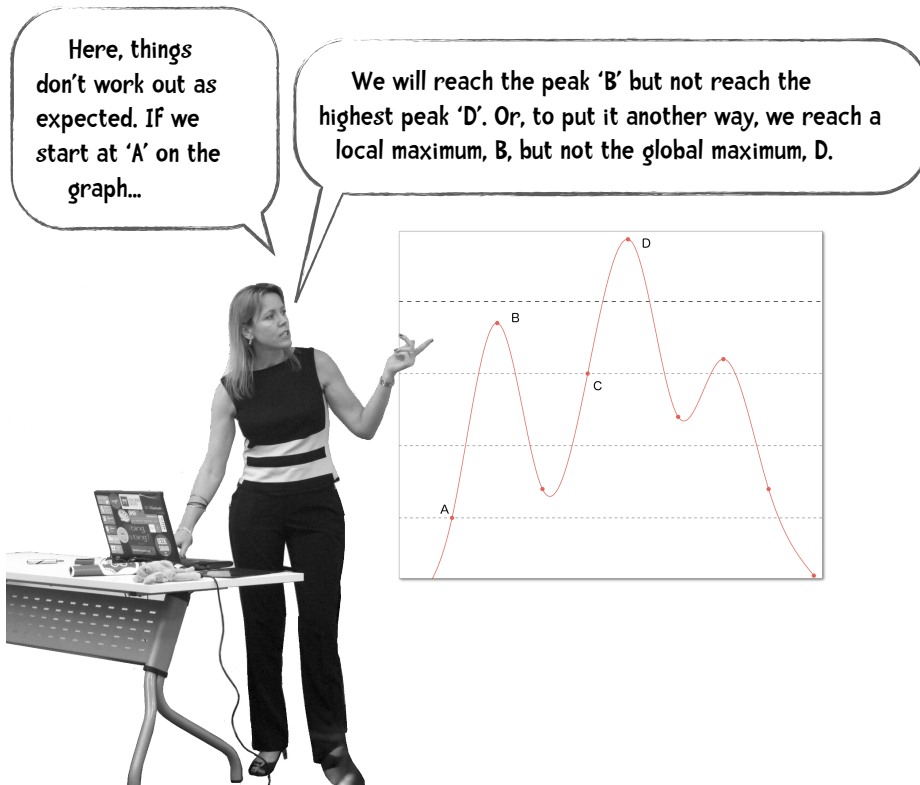 Here, things
don't work out as
expected. If we
start at 'A' on the
graph...
We will reach the peak 'B' but not reach the
highest peak 'D'. Or, to put it another way, we reach a
local maximum, B, but not the global maximum, D.
D
B
C
A